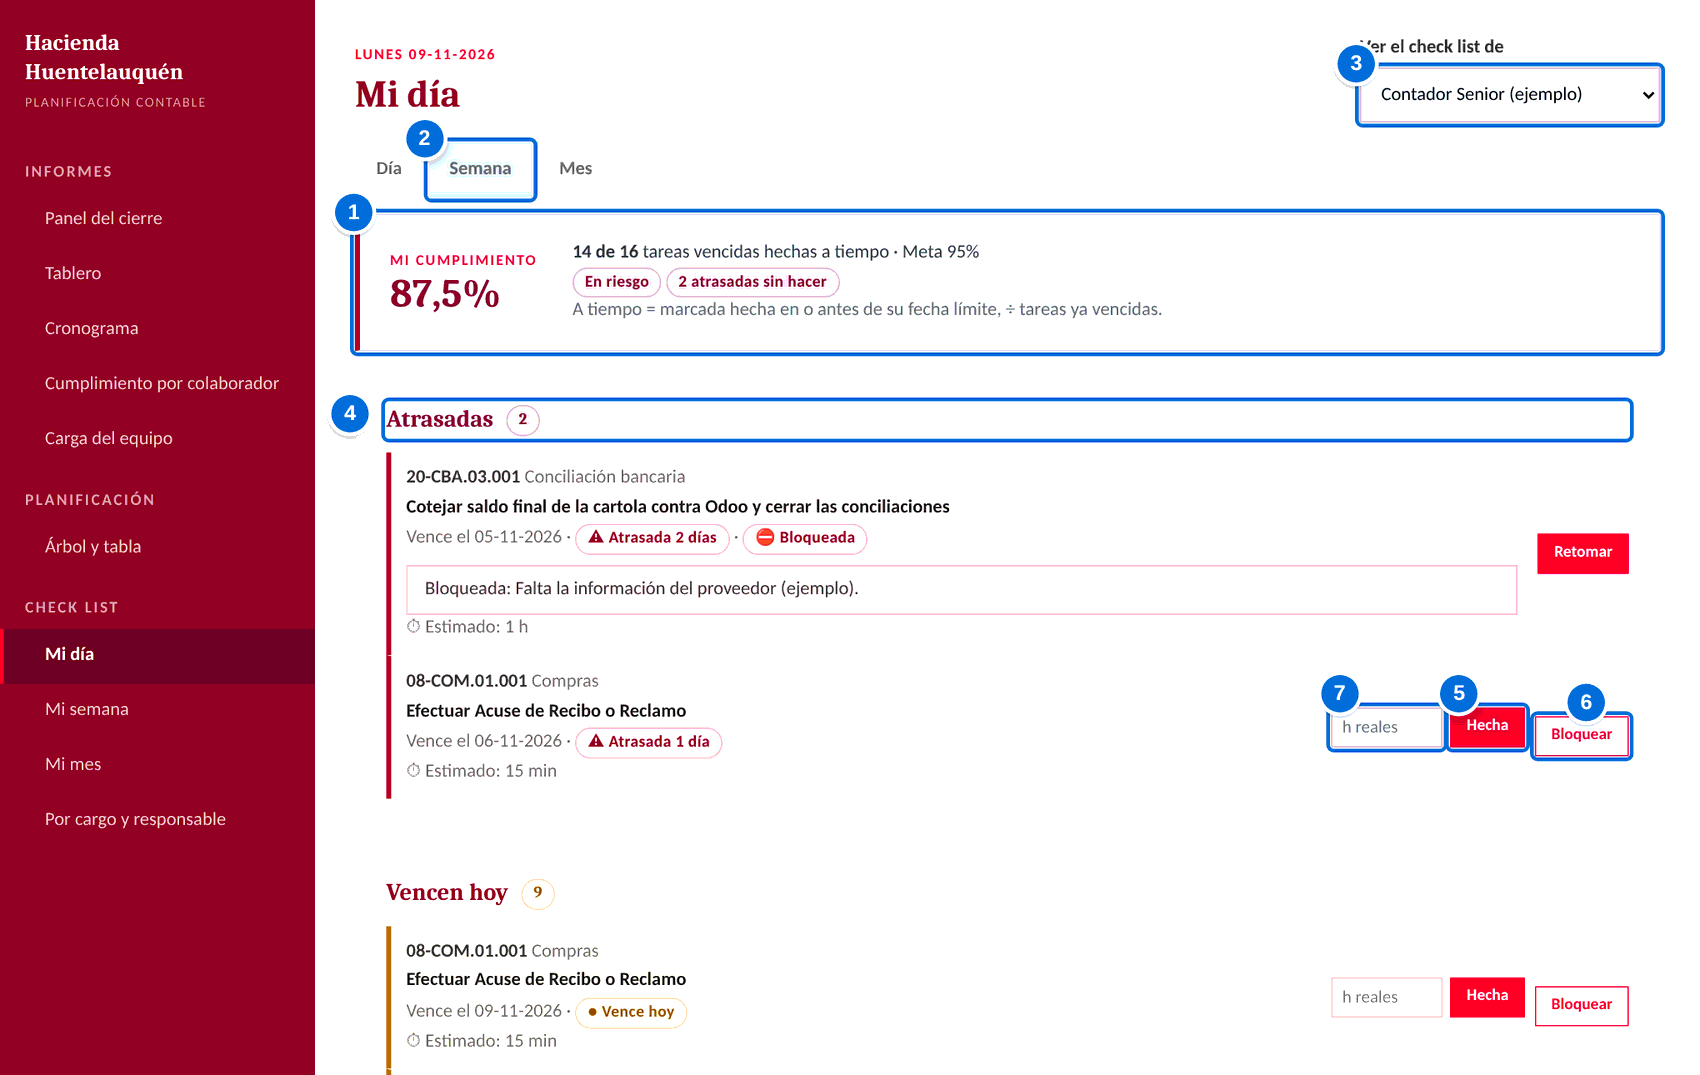 Hacienda
Huentelauquén
PLANIFICACIÓN CONTABLE
INFORMES
Panel del cierre
Tablero
Cronograma
Cumplimiento por colaborador
Carga del equipo
PLANIFICACIÓN
Árbol y tabla
CHECK LIST
Mi día
Mi semana
Mi mes
Por cargo y responsable
LUNES 09-11-2026
Mi día
Ver el check list de
3
Contador Senior (ejemplo)
2
Día Semana Mes
1
MI CUMPLIMIENTO
87,5%
14 de 16 tareas vencidas hechas a tiempo · Meta 95%
En riesgo 2 atrasadas sin hacer
A tiempo = marcada hecha en o antes de su fecha límite, ÷ tareas ya vencidas.
4
Atrasadas 2
20-CBA.03.001 Conciliación bancaria
Cotejar saldo final de la cartola contra Odoo y cerrar las conciliaciones
Vence el 05-11-2026 · ⚠ Atrasada 2 días · ⛔ Bloqueada
Bloqueada: Falta la información del proveedor (ejemplo).
⏱ Estimado: 1 h
Retomar
08-COM.01.001 Compras
Efectuar Acuse de Recibo o Reclamo
Vence el 06-11-2026 · ⚠ Atrasada 1 día
⏱ Estimado: 15 min
7 5 6
h reales Hecha Bloquear
Vencen hoy 9
08-COM.01.001 Compras
Efectuar Acuse de Recibo o Reclamo
Vence el 09-11-2026 · ● Vence hoy
⏱ Estimado: 15 min
h reales Hecha Bloquear